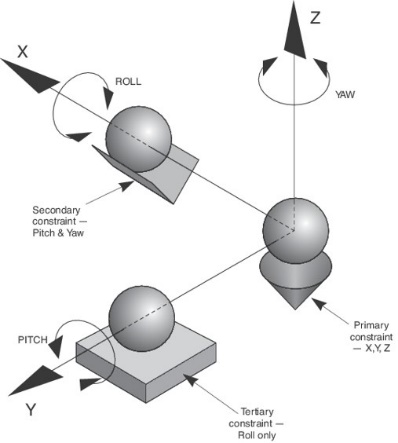 Z
X
ROLL
YAW
Secondary
constraint —
Pitch & Yaw
Primary
constraint
— X,Y, Z
PITCH
Y
Tertiary
constraint —
Roll only